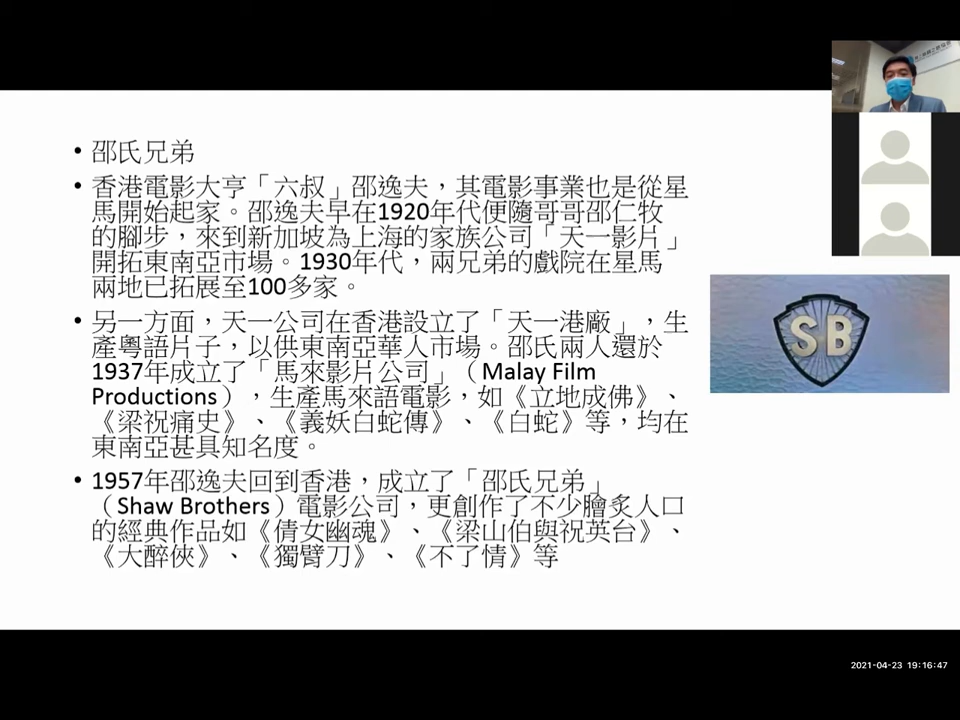 • 邵氏兄弟
• 香港電影大亨「六叔」邵逸夫，其電影事業也是從星
馬開始起家。邵逸夫早在1920年代便隨哥哥邵仁牧
的腳步，來到新加坡為上海的家族公司「天一影片」
開拓東南亞市場。1930年代，兩兄弟的戲院在星馬
兩地已拓展至100多家。
• 另一方面，天一公司在香港設立了「天一港廠」，生
產粵語片子，以供東南亞華人市場。邵氏兩人還於
1937年成立了「馬來影片公司」（Malay Film
Productions），生產馬來語電影，如《立地成佛》、
《梁祝痛史》、《義妖白蛇傳》、《白蛇》等，均在
東南亞甚具知名度。
• 1957年邵逸夫回到香港，成立了「邵氏兄弟」
（Shaw Brothers）電影公司，更創作了不少膾炙人口
的經典作品如《倩女幽魂》、《梁山伯與祝英台》、
《大醉俠》、《獨臂刀》、《不了情》等
SB
2021-04-23 19:16:47